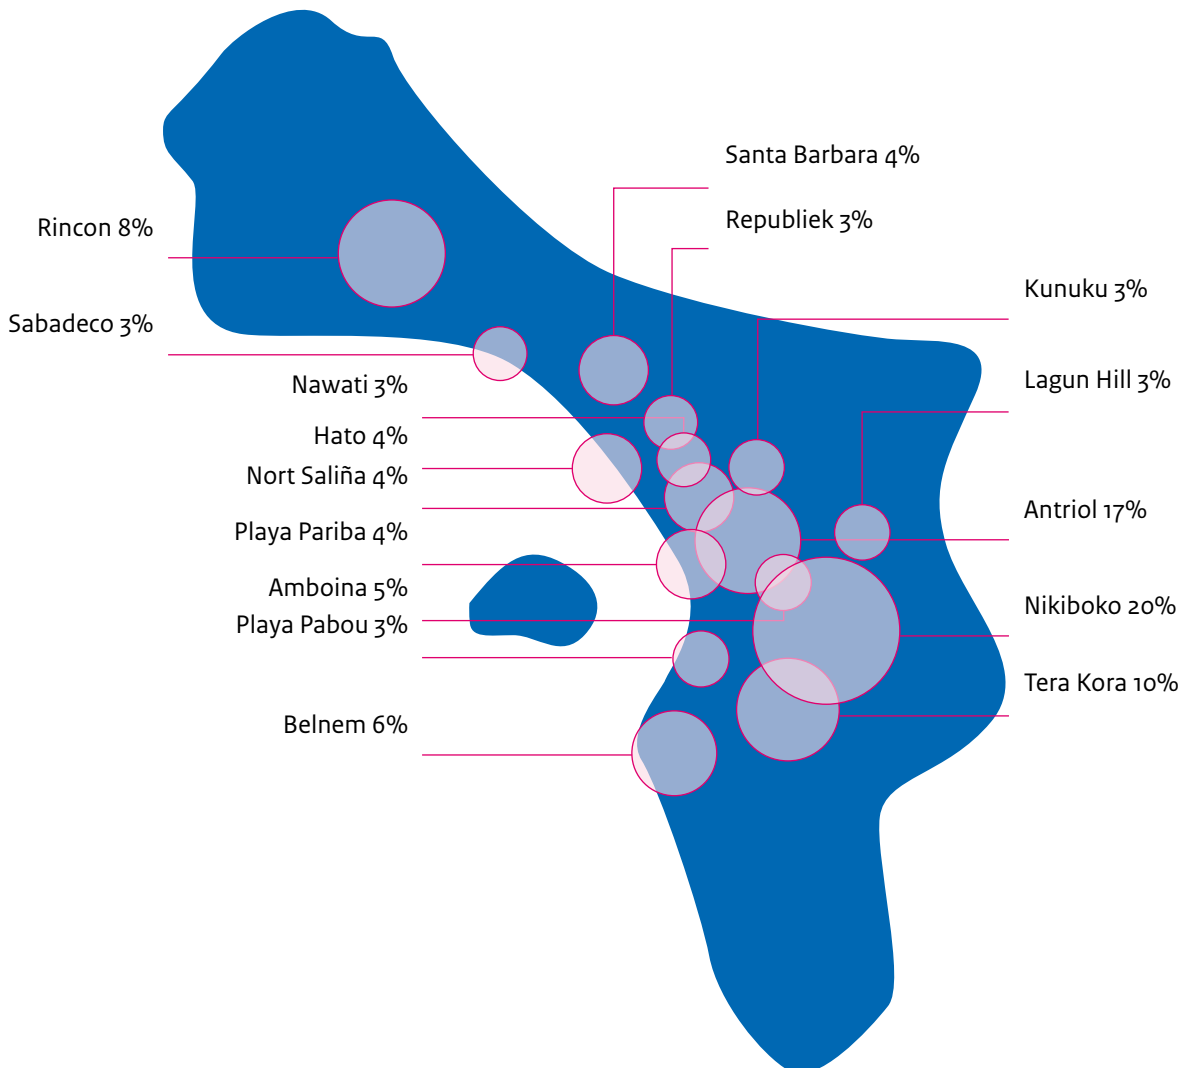 Santa Barbara 4%
Republiek 3%
Rincon 8%
Kunuku 3%
Sabadeco 3%
Nawati 3%
Lagun Hill 3%
Hato 4%
Nort Saliña 4%
Antriol 17%
Playa Pariba 4%
Amboina 5%
Nikiboko 20%
Playa Pabou 3%
Tera Kora 10%
Belnem 6%